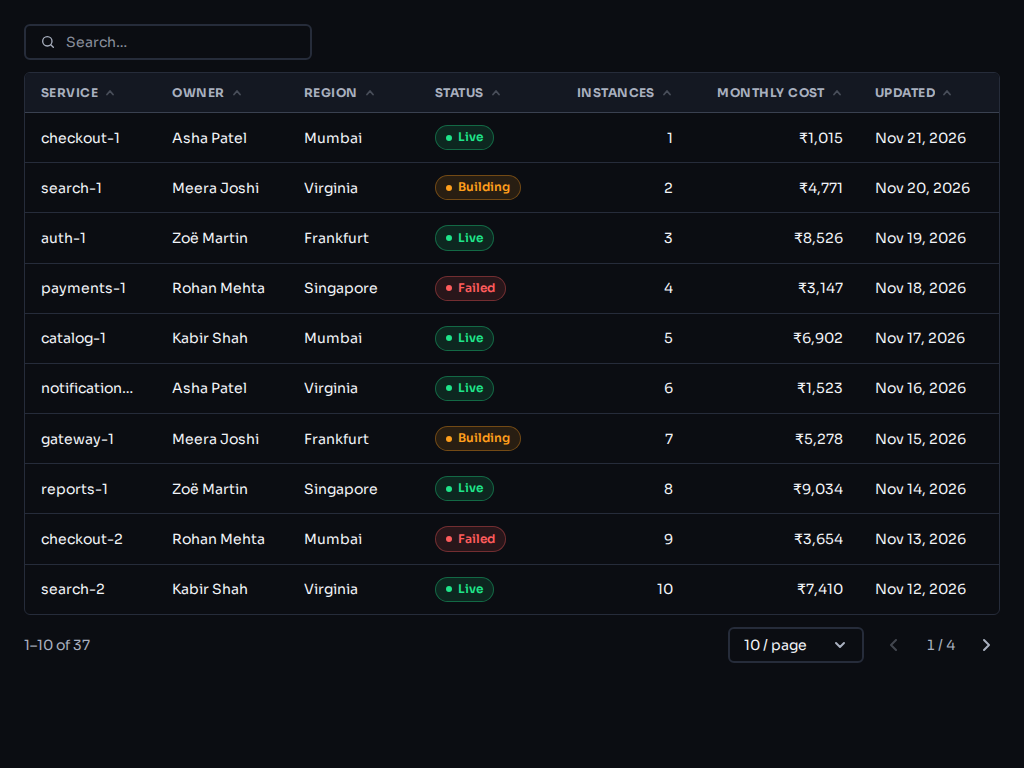 Search...
SERVICE OWNER REGION STATUS INSTANCES MONTHLY COST UPDATED
checkout-1 Asha Patel Mumbai Live 1 ₹1,015 Nov 21, 2026
search-1 Meera Joshi Virginia Building 2 ₹4,771 Nov 20, 2026
auth-1 Zoë Martin Frankfurt Live 3 ₹8,526 Nov 19, 2026
payments-1 Rohan Mehta Singapore Failed 4 ₹3,147 Nov 18, 2026
catalog-1 Kabir Shah Mumbai Live 5 ₹6,902 Nov 17, 2026
notification... Asha Patel Virginia Live 6 ₹1,523 Nov 16, 2026
gateway-1 Meera Joshi Frankfurt Building 7 ₹5,278 Nov 15, 2026
reports-1 Zoë Martin Singapore Live 8 ₹9,034 Nov 14, 2026
checkout-2 Rohan Mehta Mumbai Failed 9 ₹3,654 Nov 13, 2026
search-2 Kabir Shah Virginia Live 10 ₹7,410 Nov 12, 2026
1–10 of 37 10 / page 1 / 4